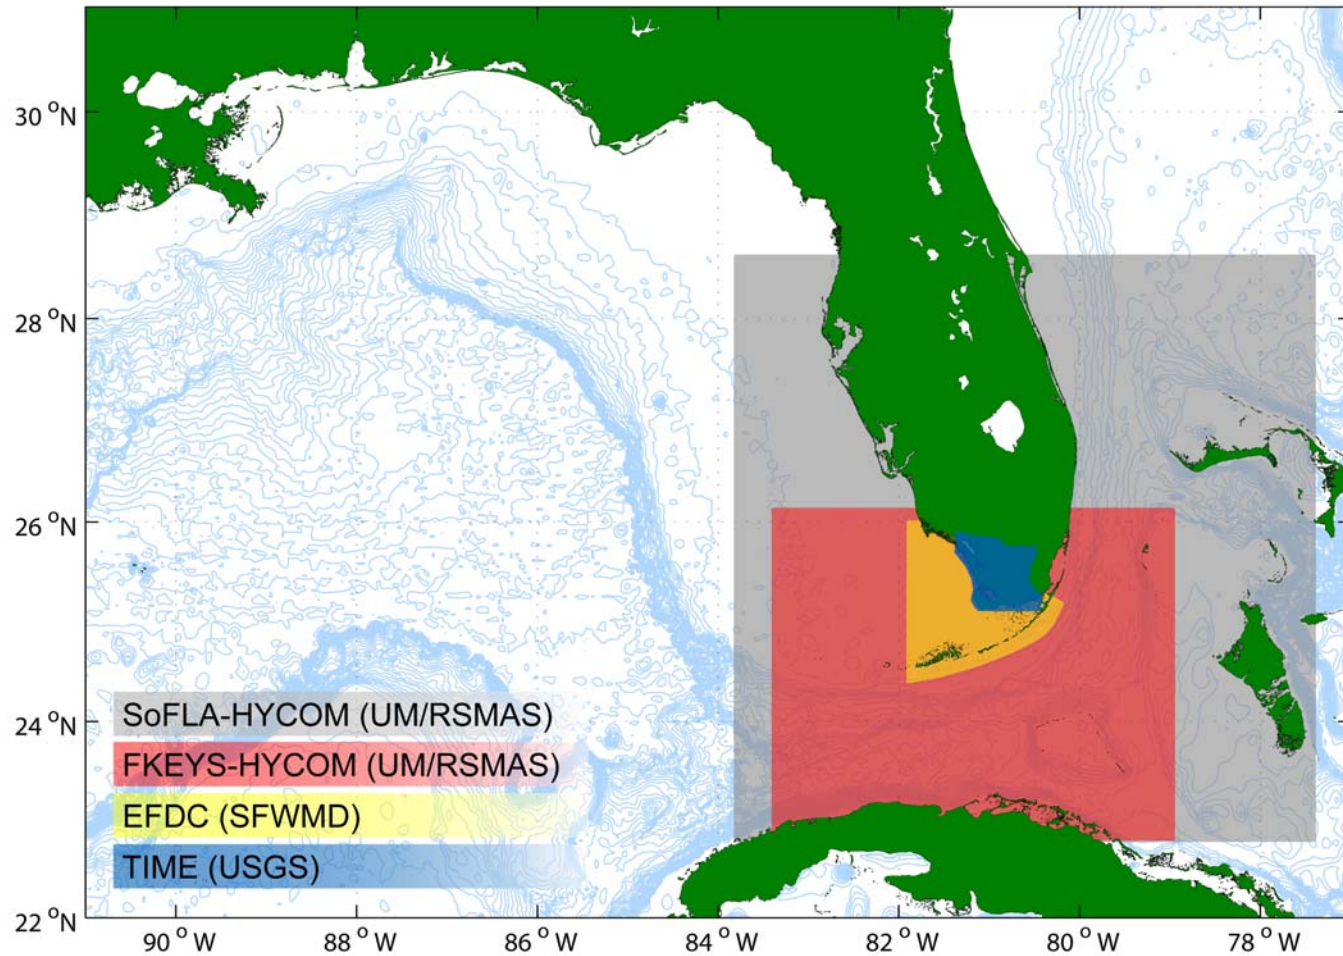 30 °N
28 °N
26 °N
24 °N
22 °N
SoFLA-HYCOM (UM/RSMAS)
FKEYS-HYCOM (UM/RSMAS)
EFDC (SFWMD)
TIME (USGS)
90 °W 88 °W 86 °W 84 °W 82 °W 80 °W 78 °W